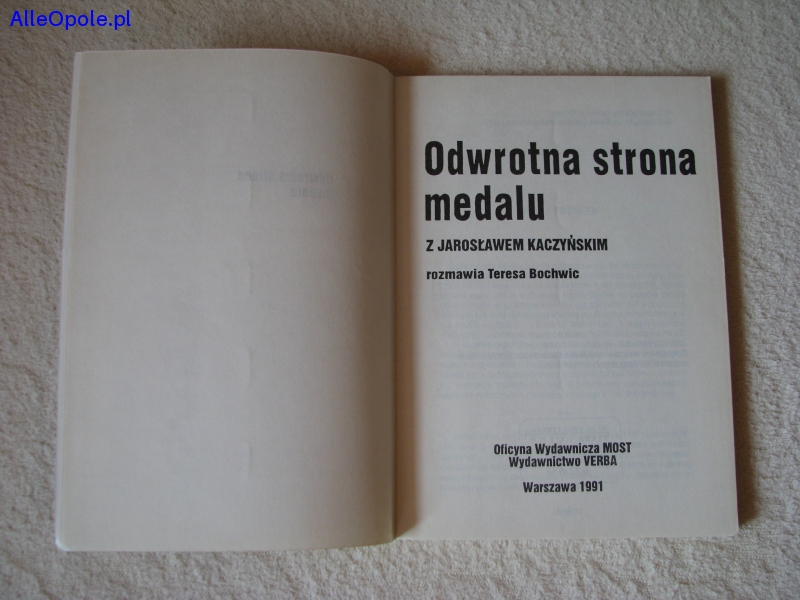 AlleOpole.pl
Odwrotna strona
medalu
Z JAROSŁAWEM KACZYŃSKIM
rozmawia Teresa Bochwic
Oficyna Wydawnicza MOST
Wydawnictwo VERBA
Warszawa 1991